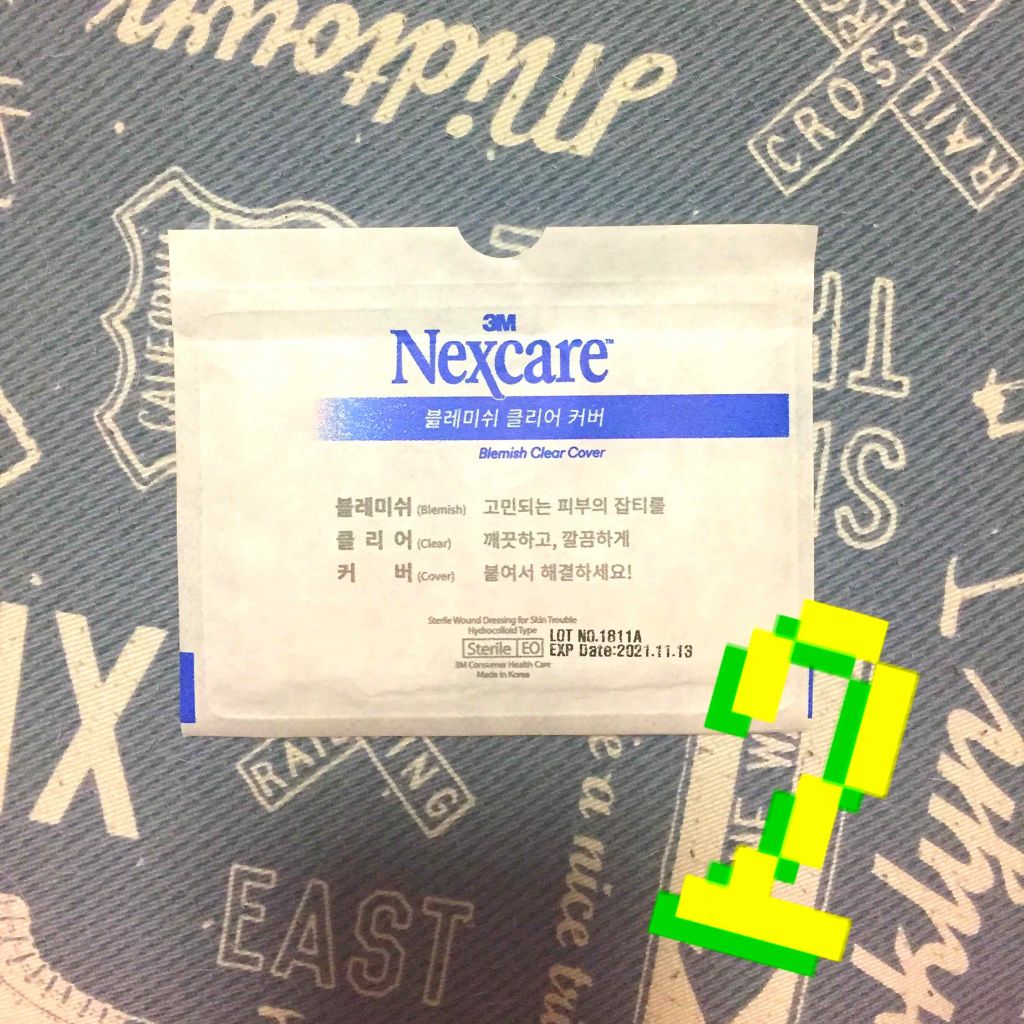 Midtown
CROSSING
RAIL
CALIFORNIA
3M
Nexcare™
블레미쉬 클리어 커버
Blemish Clear Cover
블레미쉬 (Blemish) 고민되는 피부의 잡티를
클 리 어 (Clear) 깨끗하고, 깔끔하게
커 버 (Cover) 붙여서 해결하세요!
Sterile Wound Dressing for Skin Trouble
Hydrocolloid Type
Sterile EO
LOT NO.1811A
EXP Date:2021.11.13
3M Consumer Health Care
Made in Korea
2
EAST
a nice